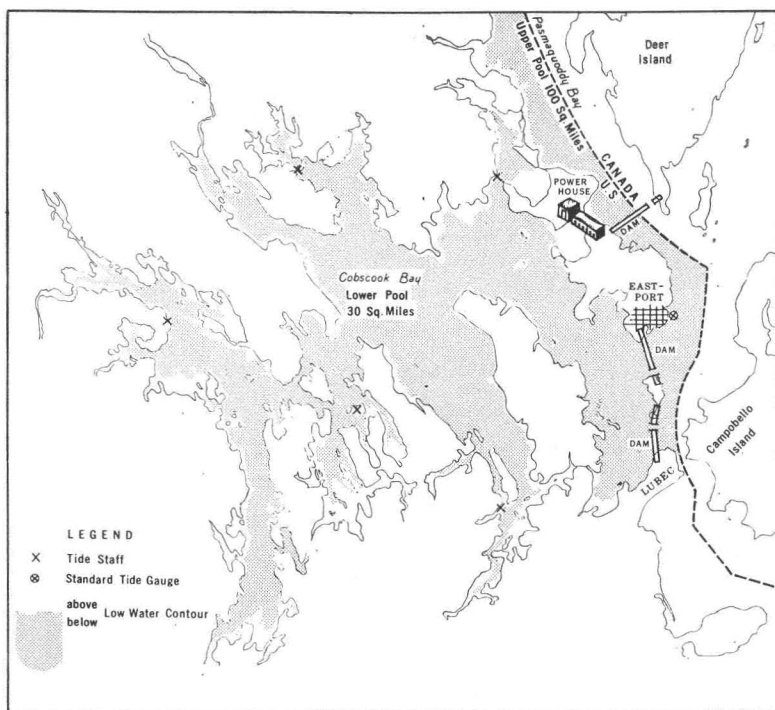 Pasmaquoddy Bay
Upper Pool 100 Sq. Miles
Deer
Island
CANADA
U S
POWER
HOUSE
DAM
Cobscook Bay
Lower Pool
30 Sq. Miles
EAST-
PORT
DAM
DAM
LUBEC
Campobello
Island
LEGEND
X Tide Staff
⊗ Standard Tide Gauge
above
below
Low Water Contour